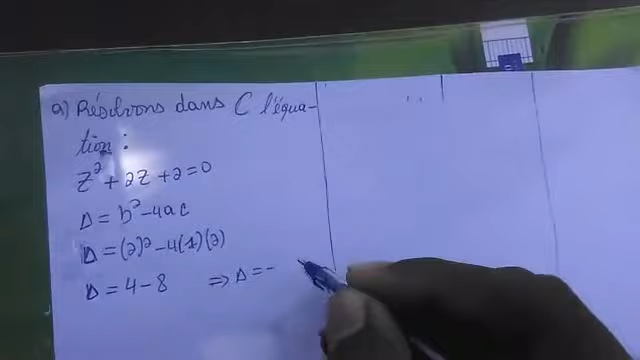 a) Résolvons dans C l'équa-
tion :
Z² + 2Z + 2 = 0
Δ = b² - 4ac
Δ = (2)² - 4(1)(2)
Δ = 4 - 8 ⇒ Δ = -